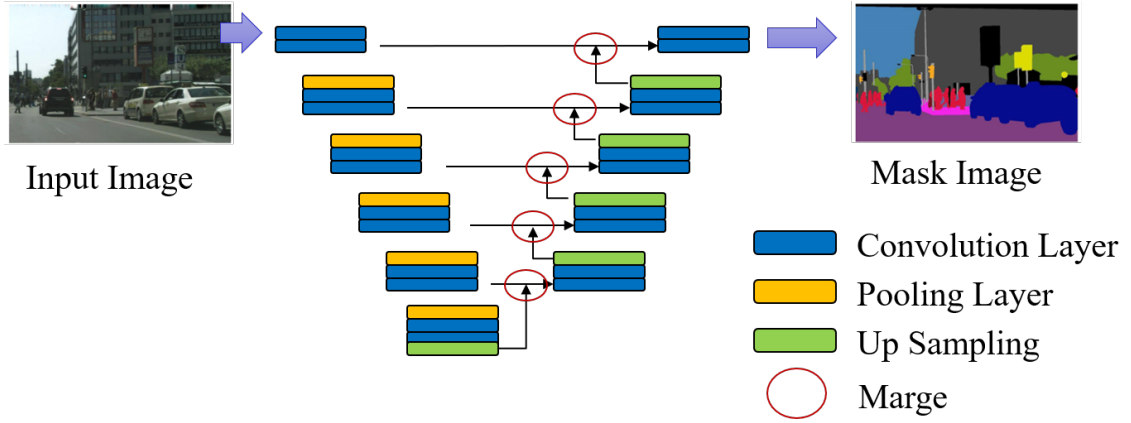 Input Image
Mask Image
Convolution Layer
Pooling Layer
Up Sampling
Marge